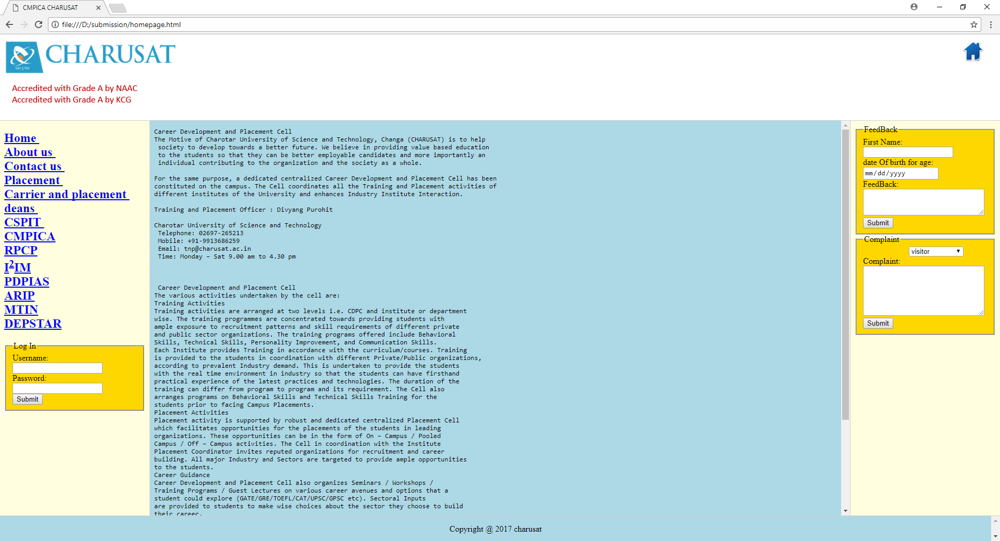 CMPICA CHARUSAT
file:///D:/submission/homepage.html
CHARUSAT
Accredited with Grade A by NAAC
Accredited with Grade A by KCG
Home
About us
Contact us
Placement
Carrier and placement
deans
CSPIT
CMPICA
RPCP
I²IM
PDPIAS
ARIP
MTIN
DEPSTAR
Log In
Username:
Password:
Submit
Career Development and Placement Cell
The Motive of Charotar University of Science and Technology, Changa (CHARUSAT) is to help
society to develop towards a better future. We believe in providing value based education
to the students so that they can be better employable candidates and more importantly an
individual contributing to the organization and the society as a whole.
For the same purpose, a dedicated centralized Career Development and Placement Cell has been
constituted on the campus. The Cell coordinates all the Training and Placement activities of
different institutes of the University and enhances Industry Institute Interaction.
Training and Placement Officer : Divyang Purohit
Charotar University of Science and Technology
Telephone: 02697-265213
Mobile: +91-9913686259
Email: tnp@charusat.ac.in
Time: Monday – Sat 9.00 am to 4.30 pm
Career Development and Placement Cell
The various activities undertaken by the cell are:
Training Activities
Training activities are arranged at two levels i.e. CDPC and institute or department
wise. The training programmes are concentrated towards providing students with
ample exposure to recruitment patterns and skill requirements of different private
and public sector organizations. The training programs offered include Behavioral
Skills, Technical Skills, Personality Improvement, and Communication Skills.
Each Institute provides Training in accordance with the curriculum/courses. Training
is provided to the students in coordination with different Private/Public organizations,
according to prevalent Industry demand. This is undertaken to provide the students
with the real time environment in industry so that the students can have firsthand
practical experience of the latest practices and technologies. The duration of the
training can differ from program to program and its requirement. The Cell also
arranges programs on Behavioral Skills and Technical Skills Training for the
students prior to facing Campus Placements.
Placement Activities
Placement activity is supported by robust and dedicated centralized Placement Cell
which facilitates opportunities for the placements of the students in leading
organizations. These opportunities can be in the form of On – Campus / Pooled
Campus / Off – Campus activities. The Cell in coordination with the Institute
Placement Coordinator invites reputed organizations for recruitment and career
building. All major Industry and Sectors are targeted to provide ample opportunities
to the students.
Career Guidance
Career Development and Placement Cell also organizes Seminars / Workshops /
Training Programs / Guest Lectures on various career avenues and options that a
student could explore (GATE/GRE/TOEFL/CAT/UPSC/GPSC etc). Sectoral Inputs
are provided to students to make wise choices about the sector they choose to build
their career.
FeedBack
First Name:
date Of birth for age:
mm/dd/yyyy
FeedBack:
Submit
Complaint
visitor
Complaint:
Submit
Copyright @ 2017 charusat